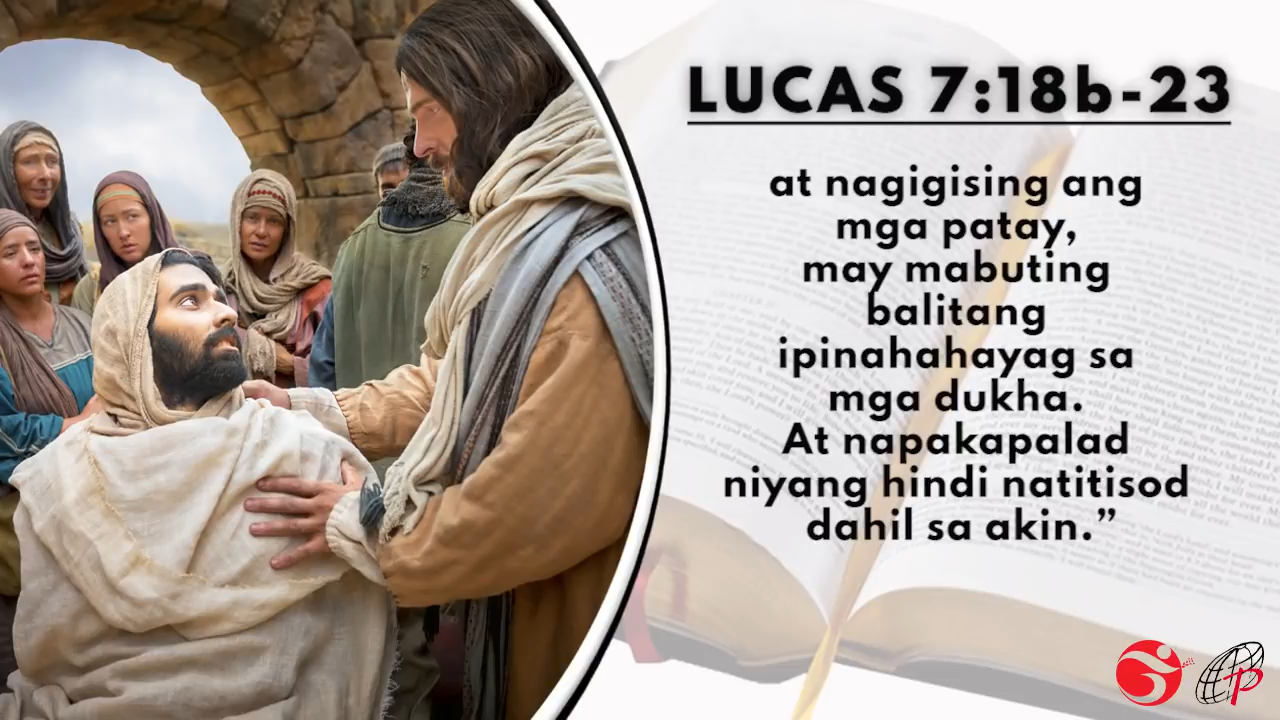 LUCAS 7:18b-23
at nagigising ang
mga patay,
may mabuting
balitang
ipinahahayag sa
mga dukha.
At napakapalad
niyang hindi natitisod
dahil sa akin.”